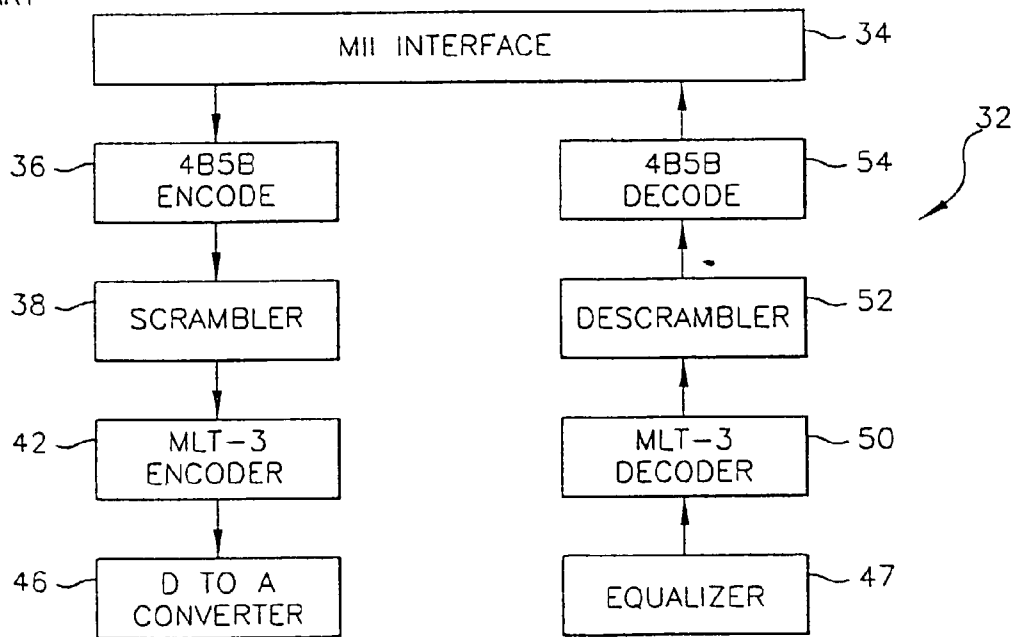 MII INTERFACE
34
32
36
4B5B
ENCODE
4B5B
DECODE
54
38
SCRAMBLER
DESCRAMBLER
52
42
MLT-3
ENCODER
MLT-3
DECODER
50
46
D TO A
CONVERTER
EQUALIZER
47